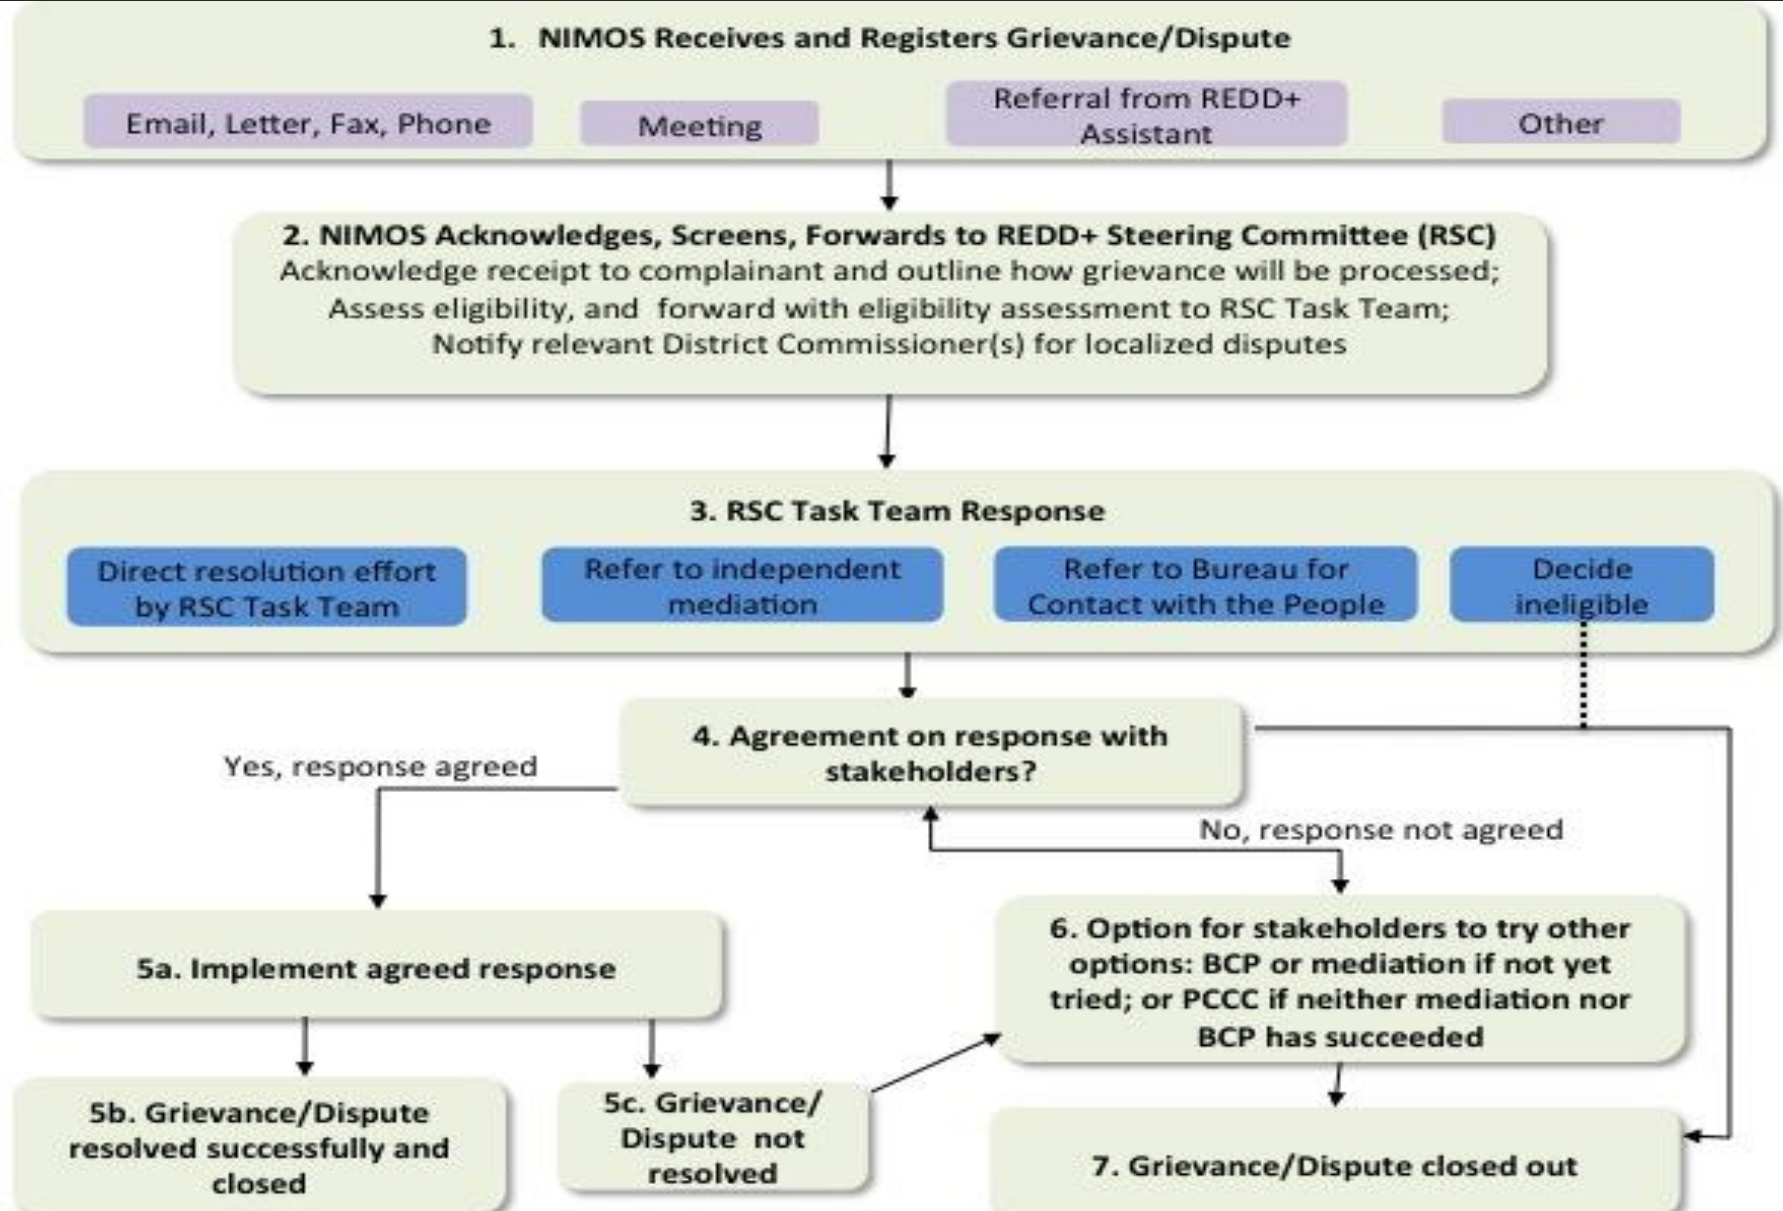 1. NIMOS Receives and Registers Grievance/Dispute
Email, Letter, Fax, Phone
Meeting
Referral from REDD+
Assistant
Other
2. NIMOS Acknowledges, Screens, Forwards to REDD+ Steering Committee (RSC)
Acknowledge receipt to complainant and outline how grievance will be processed;
Assess eligibility, and forward with eligibility assessment to RSC Task Team;
Notify relevant District Commissioner(s) for localized disputes
3. RSC Task Team Response
Direct resolution effort
by RSC Task Team
Refer to independent
mediation
Refer to Bureau for
Contact with the People
Decide
ineligible
4. Agreement on response with
stakeholders?
Yes, response agreed
No, response not agreed
5a. Implement agreed response
6. Option for stakeholders to try other
options: BCP or mediation if not yet
tried; or PCCC if neither mediation nor
BCP has succeeded
5b. Grievance/Dispute
resolved successfully and
closed
5c. Grievance/
Dispute not
resolved
7. Grievance/Dispute closed out